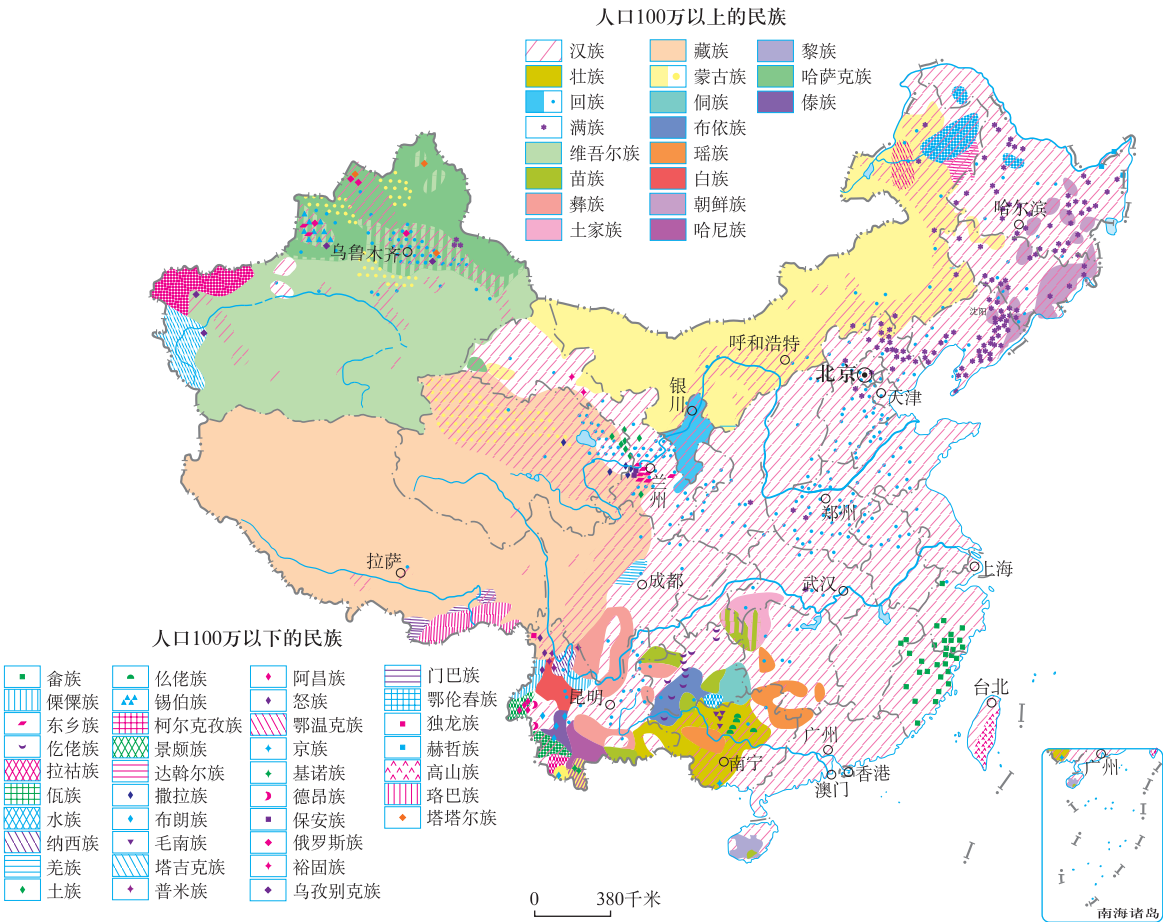 人口100万以上的民族
汉族
壮族
回族
满族
维吾尔族
苗族
彝族
土家族
藏族
蒙古族
侗族
布依族
瑶族
白族
朝鲜族
哈尼族
黎族
哈萨克族
傣族
哈尔滨
乌鲁木齐
沈阳
呼和浩特
北京
天津
银川
兰州
郑州
拉萨
成都
武汉
上海
昆明
台北
广州
南宁
香港
澳门
人口100万以下的民族
畲族
傈僳族
东乡族
仡佬族
拉祜族
佤族
水族
纳西族
羌族
土族
仫佬族
锡伯族
柯尔克孜族
景颇族
达斡尔族
撒拉族
布朗族
毛南族
塔吉克族
普米族
阿昌族
怒族
鄂温克族
京族
基诺族
德昂族
保安族
俄罗斯族
裕固族
乌孜别克族
门巴族
鄂伦春族
独龙族
赫哲族
高山族
珞巴族
塔塔尔族
0 380千米
广州
南海诸岛